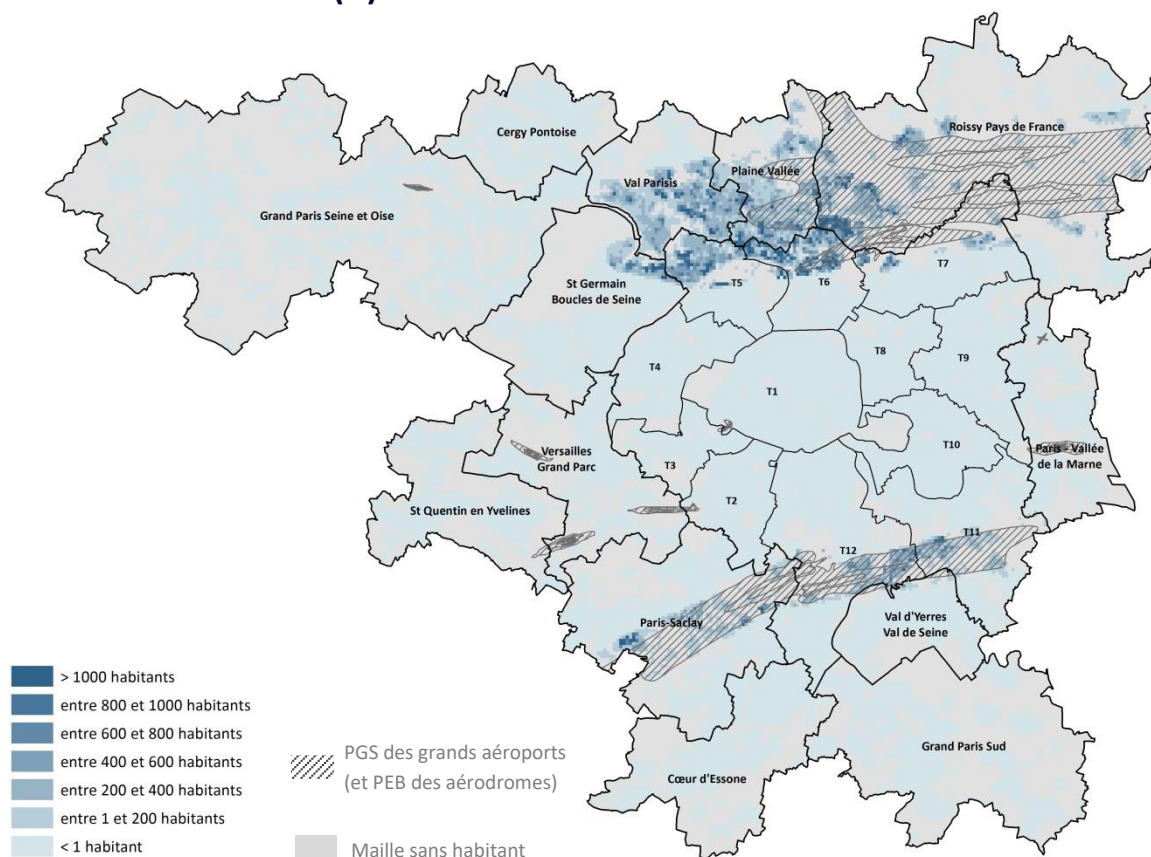 (
)
Cergy Pontoise
Roissy Pays de France
Plaine Vallée
Val Parisis
Grand Paris Seine et Oise
T7
St Germain
Boucles de Seine
T5
T6
T8
T9
T4
T1
T10
Versailles
Grand Parc
Paris - Vallée
de la Marne
T3
T2
St Quentin en Yvelines
T11
T12
Paris-Saclay
Val d'Yerres
Val de Seine
Grand Paris Sud
Cœur d'Essone
> 1000 habitants
entre 800 et 1000 habitants
entre 600 et 800 habitants
entre 400 et 600 habitants
entre 200 et 400 habitants
entre 1 et 200 habitants
< 1 habitant
PGS des grands aéroports
(et PEB des aérodromes)
Maille sans habitant